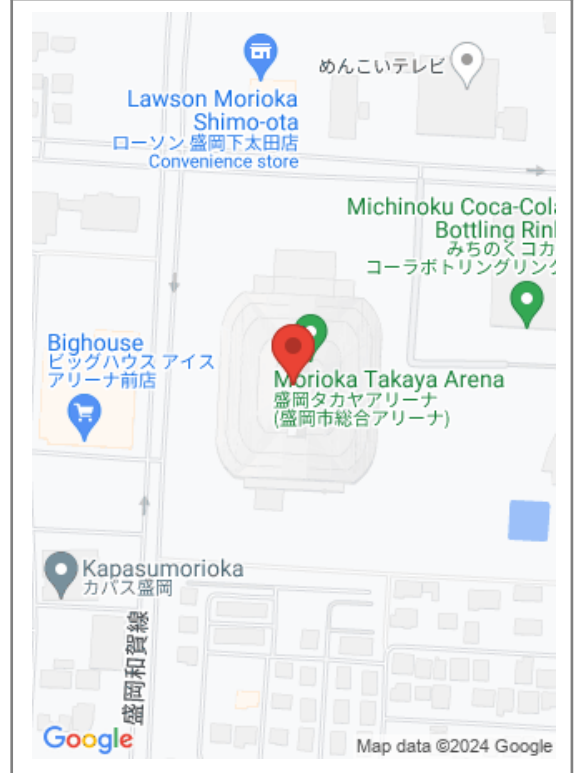 めんこいテレビ
Lawson Morioka
Shimo-ota
ローソン 盛岡下太田店
Convenience store
Michinoku Coca-Cola
Bottling Rin
みちのくコカ
コーラボトリングリンク
Bighouse
ビッグハウス アイス
アリーナ前店
Morioka Takaya Arena
盛岡タカヤアリーナ
(盛岡市総合アリーナ)
Kapasumorioka
カパス盛岡
盛岡和賀線
Google
Map data ©2024 Google